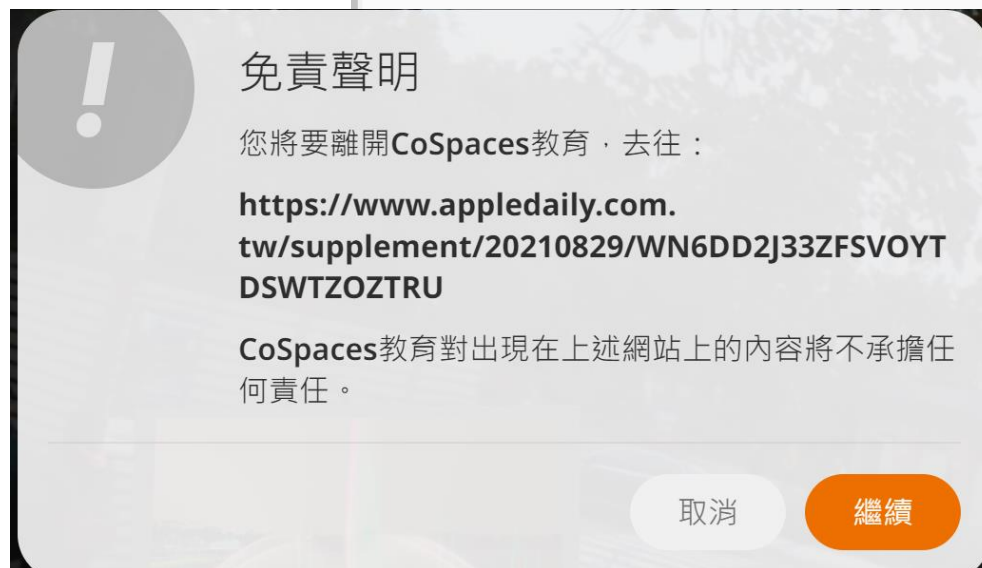 !
免責聲明
您將要離開CoSpaces教育，去往：
https://www.appledaily.com.
tw/supplement/20210829/WN6DD2J33ZFSVOYT
DSWTZOZTRU
CoSpaces教育對出現在上述網站上的內容將不承擔任
何責任。
取消
繼續